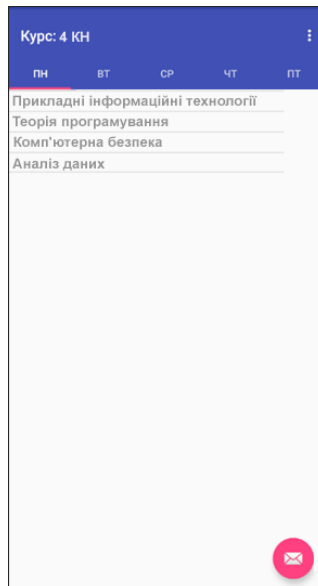 Курс: 4 КН
ПН ВТ СР ЧТ ПТ
Прикладні інформаційні технології
Теорія програмування
Комп'ютерна безпека
Аналіз даних